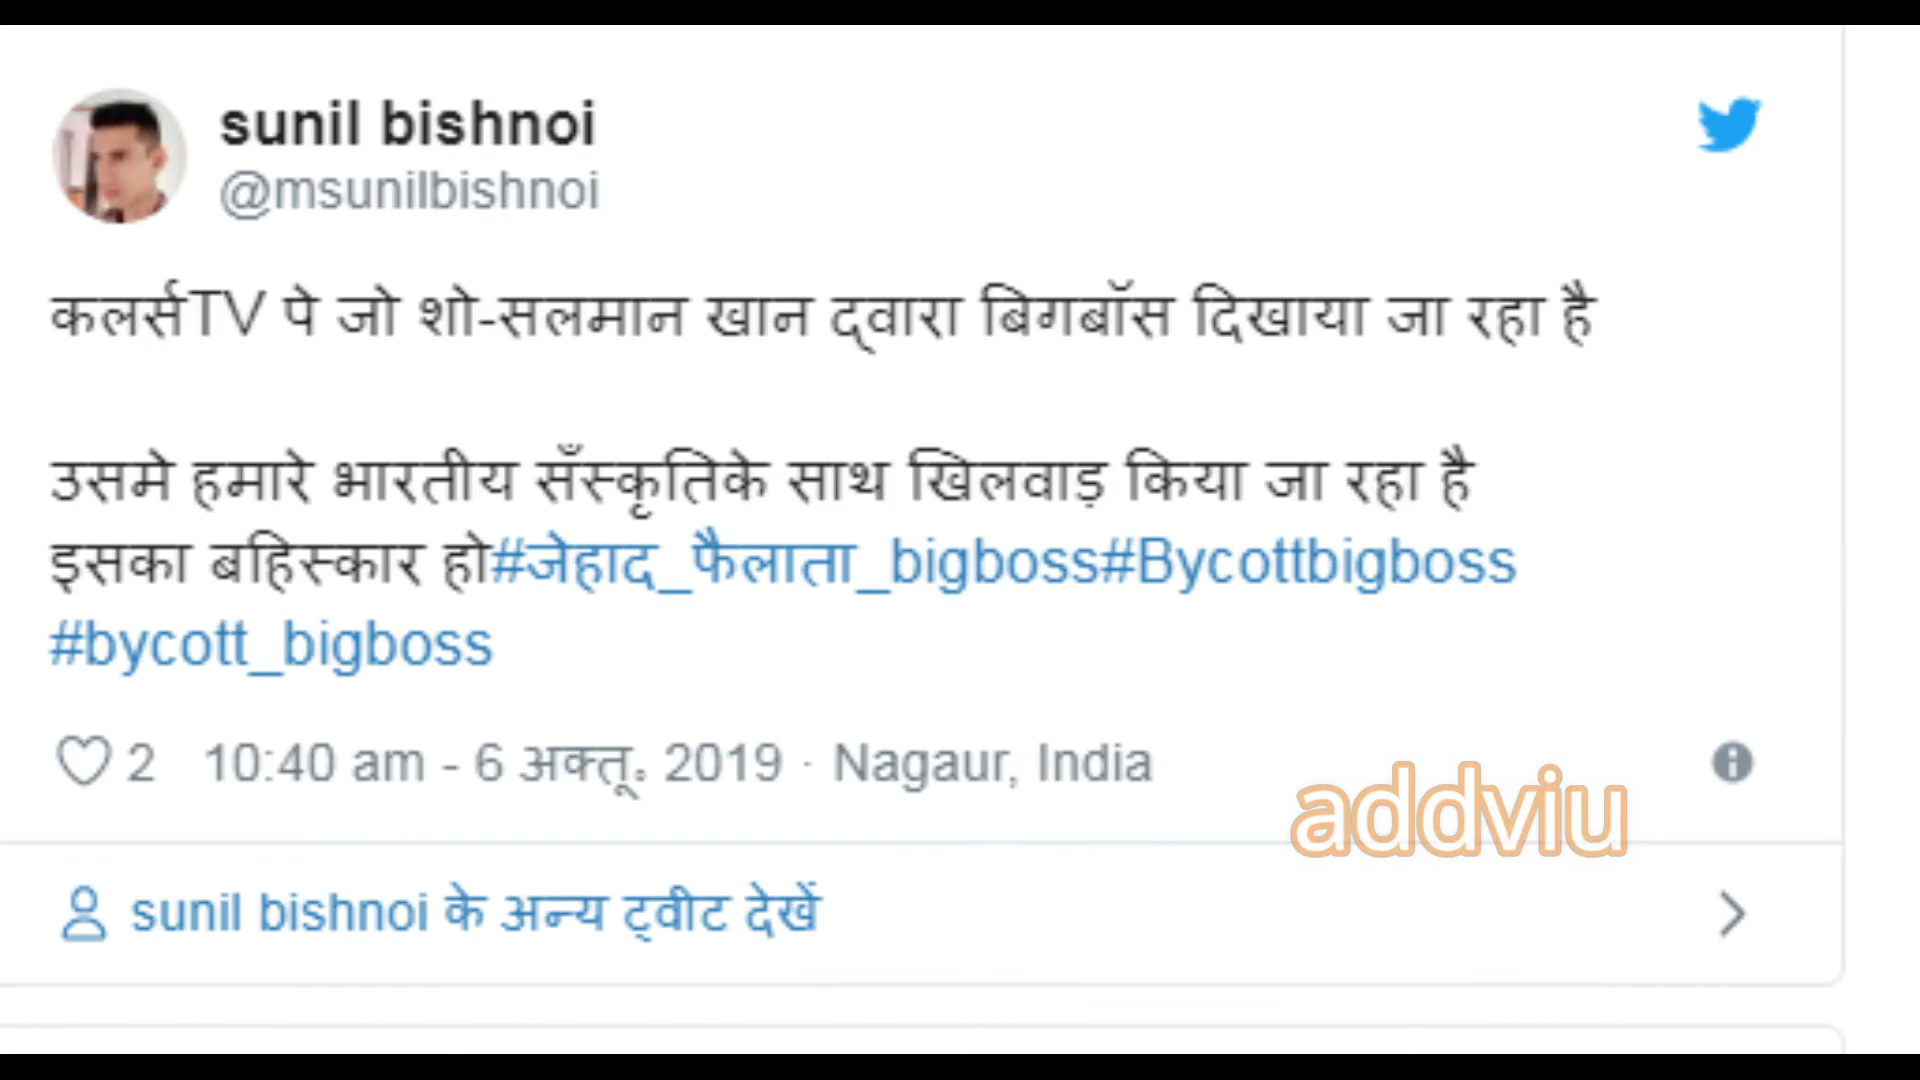 sunil bishnoi
@msunilbishnoi
कलर्सTV पे जो शो-सलमान खान द्वारा बिगबॉस दिखाया जा रहा है
उसमे हमारे भारतीय सँस्कृतिके साथ खिलवाड़ किया जा रहा है
इसका बहिस्कार हो#जेहाद_फैलाता_bigboss#Bycottbigboss
#bycott_bigboss
2 10:40 am - 6 अक्तू॰ 2019 · Nagaur, India
addviu
sunil bishnoi के अन्य ट्वीट देखें